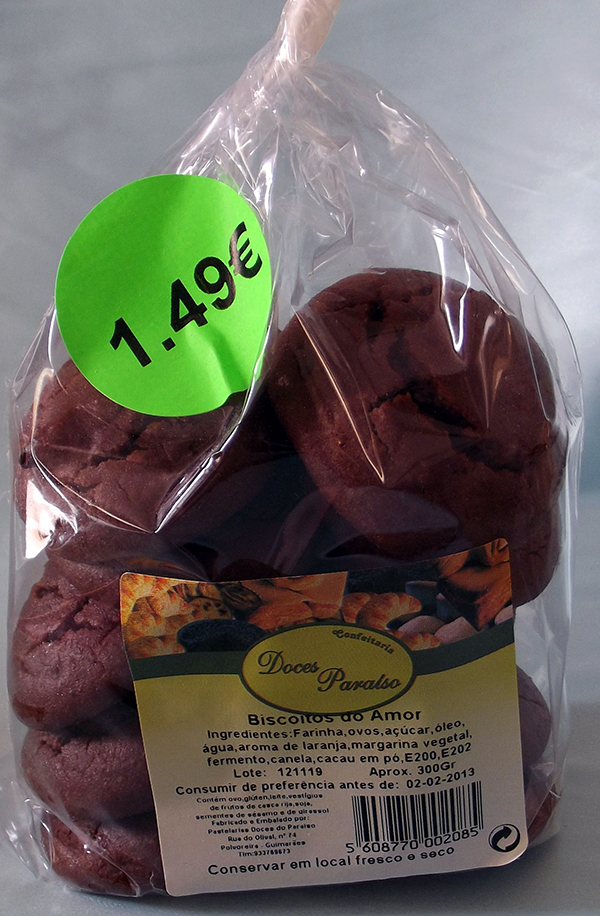 1.49€
Confeitaria
Doces
Paraíso
Biscoitos do Amor
Ingredientes:Farinha,ovos,açúcar,óleo,
água,aroma de laranja,margarina vegetal,
fermento,canela,cacau em pó,E200,E202
Lote: 121119 Aprox. 300Gr
Consumir de preferência antes de: 02-02-2013
Contém ovo,glúten,leite,vestígios
de frutos de casca rija,soja,
sementes de sésamo e de girassol
Fabricado e Embalado por:
Pastelarias Doces do Paraíso
Rua do Olival, nº 74
Polvoreira - Guimarães
Tlm:933768673
5 608770 002085
Conservar em local fresco e seco